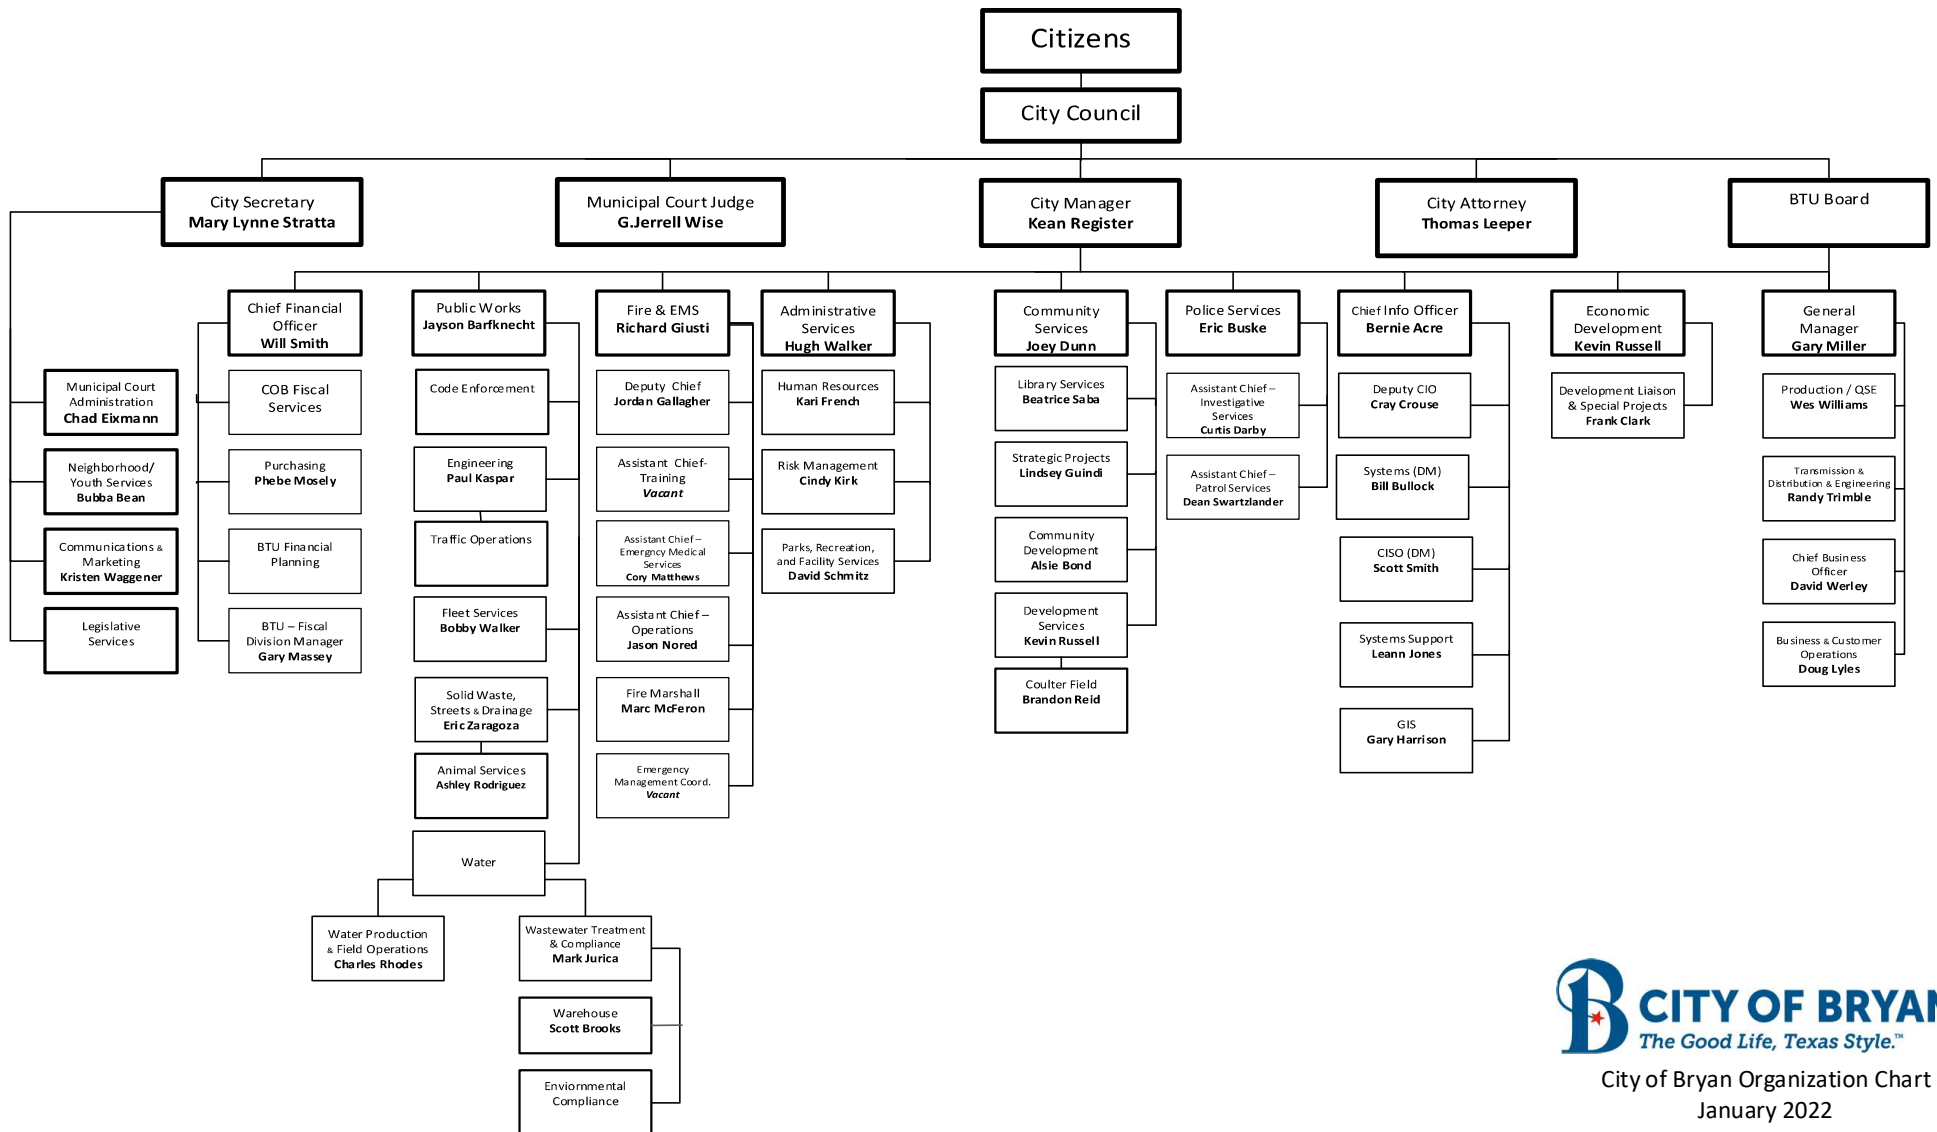 Citizens
City Council
City Secretary
Mary Lynne Stratta
Municipal Court Judge
G.Jerrell Wise
City Manager
Kean Register
City Attorney
Thomas Leeper
BTU Board
Municipal Court
Administration
Chad Eixmann
Neighborhood/
Youth Services
Bubba Bean
Communications &
Marketing
Kristen Waggener
Legislative
Services
Chief Financial
Officer
Will Smith
COB Fiscal
Services
Purchasing
Phebe Mosely
BTU Financial
Planning
BTU – Fiscal
Division Manager
Gary Massey
Public Works
Jayson Barfknecht
Code Enforcement
Engineering
Paul Kaspar
Traffic Operations
Fleet Services
Bobby Walker
Solid Waste,
Streets & Drainage
Eric Zaragoza
Animal Services
Ashley Rodriguez
Water
Water Production
& Field Operations
Charles Rhodes
Wastewater Treatment
& Compliance
Mark Jurica
Warehouse
Scott Brooks
Enviornmental
Compliance
Fire & EMS
Richard Giusti
Deputy Chief
Jordan Gallagher
Assistant Chief-
Training
Vacant
Assistant Chief –
Emergncy Medical
Services
Cory Matthews
Assistant Chief –
Operations
Jason Nored
Fire Marshall
Marc McFeron
Emergency
Management Coord.
Vacant
Administrative
Services
Hugh Walker
Human Resources
Kari French
Risk Management
Cindy Kirk
Parks, Recreation,
and Facility Services
David Schmitz
Community
Services
Joey Dunn
Library Services
Beatrice Saba
Strategic Projects
Lindsey Guindi
Community
Development
Alsie Bond
Development
Services
Kevin Russell
Coulter Field
Brandon Reid
Police Services
Eric Buske
Assistant Chief –
Investigative
Services
Curtis Darby
Assistant Chief –
Patrol Services
Dean Swartzlander
Chief Info Officer
Bernie Acre
Deputy CIO
Cray Crouse
Systems (DM)
Bill Bullock
CISO (DM)
Scott Smith
Systems Support
Leann Jones
GIS
Gary Harrison
Economic
Development
Kevin Russell
Development Liaison
& Special Projects
Frank Clark
General
Manager
Gary Miller
Production / QSE
Wes Williams
Transmission &
Distribution & Engineering
Randy Trimble
Chief Business
Officer
David Werley
Business & Customer
Operations
Doug Lyles
B CITY OF BRYAN
The Good Life, Texas Style.™
City of Bryan Organization Chart
January 2022